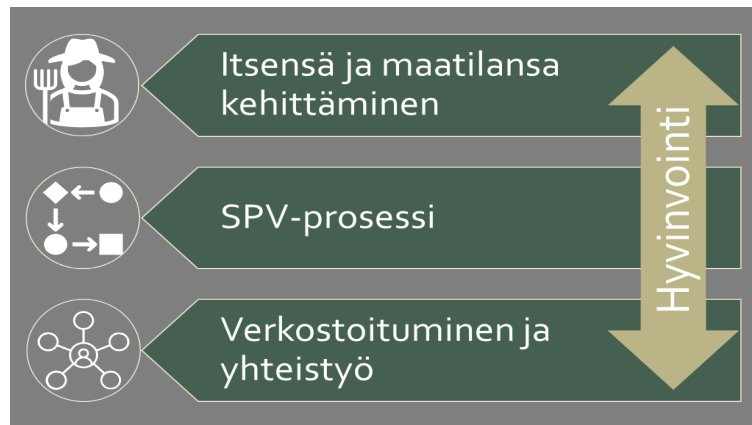 Itsensä ja maatilansa
kehittäminen
SPV-prosessi
Verkostoituminen ja
yhteistyö
Hyvinvointi